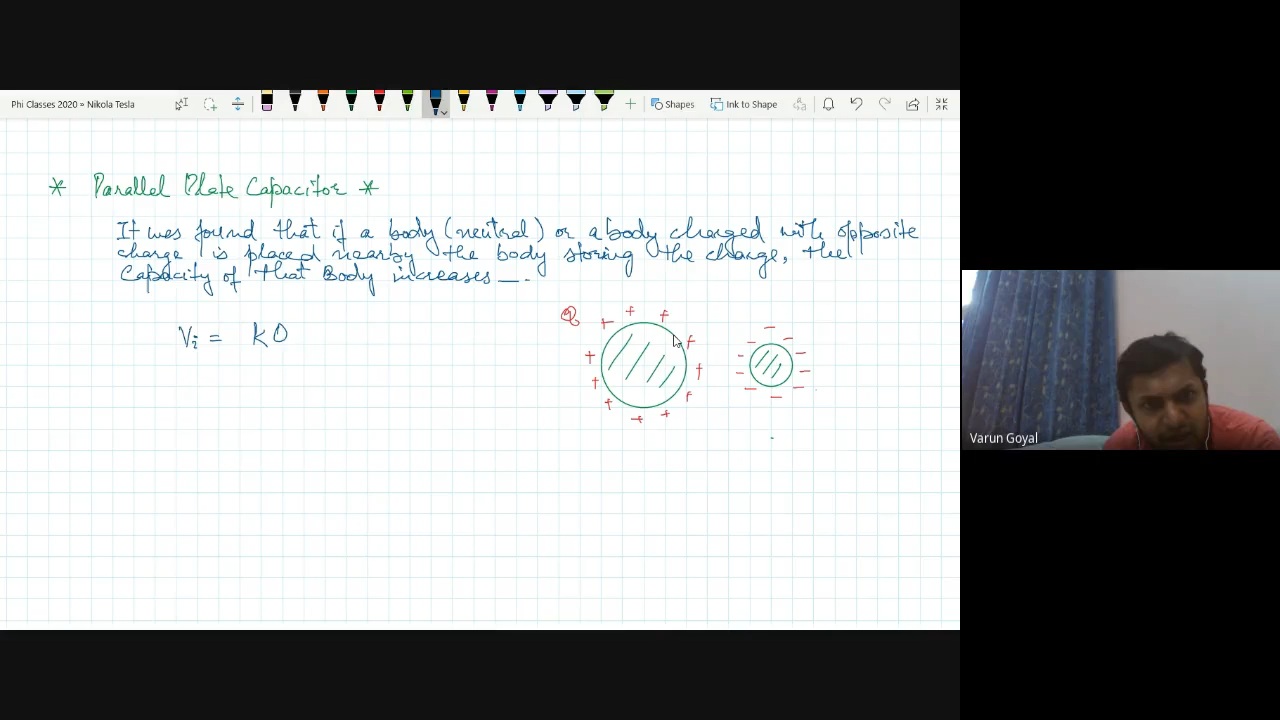 Phi Classes 2020 » Nikola Tesla
Shapes
Ink to Shape
* Parallel Plate Capacitor *
It was found that if a body (neutral) or a body charged with opposite
charge is placed nearby the body storing the charge, the
Capacity of that Body increases _ .
Vi = kQ
Q
Varun Goyal